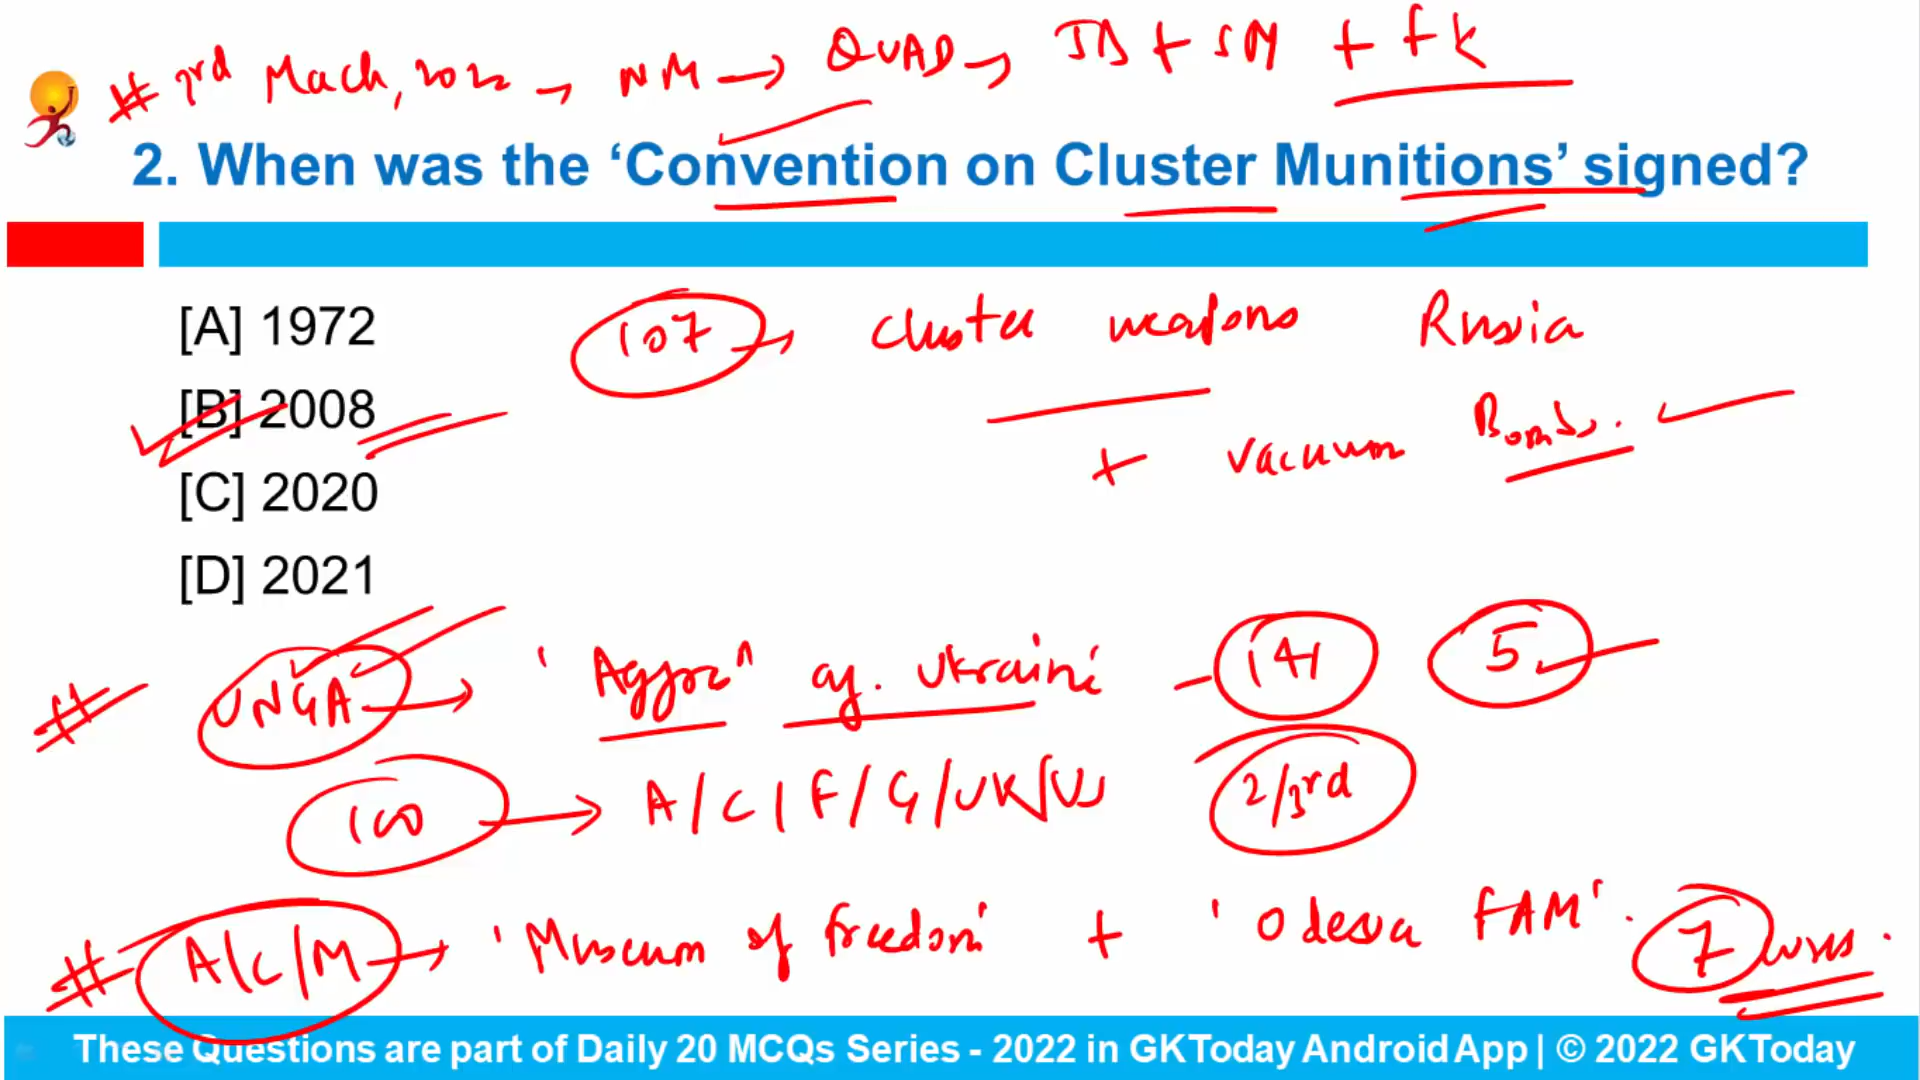 # 3rd Mach, 2022 → NM → QUAD → JB + SM + FK
2. When was the ‘Convention on Cluster Munitions’ signed?
[A] 1972
107 → cluster weapons Russia
[B] 2008
+ vacuum Bombs.
[C] 2020
[D] 2021
# UNGA → ag. Ukraine - 141 5
100 → A/C/F/G/UK/US 2/3rd
# A/C/M → 'Museum of freedom' + 'Odessa FAM'. 7
These Questions are part of Daily 20 MCQs Series - 2022 in GKToday Android App | © 2022 GKToday